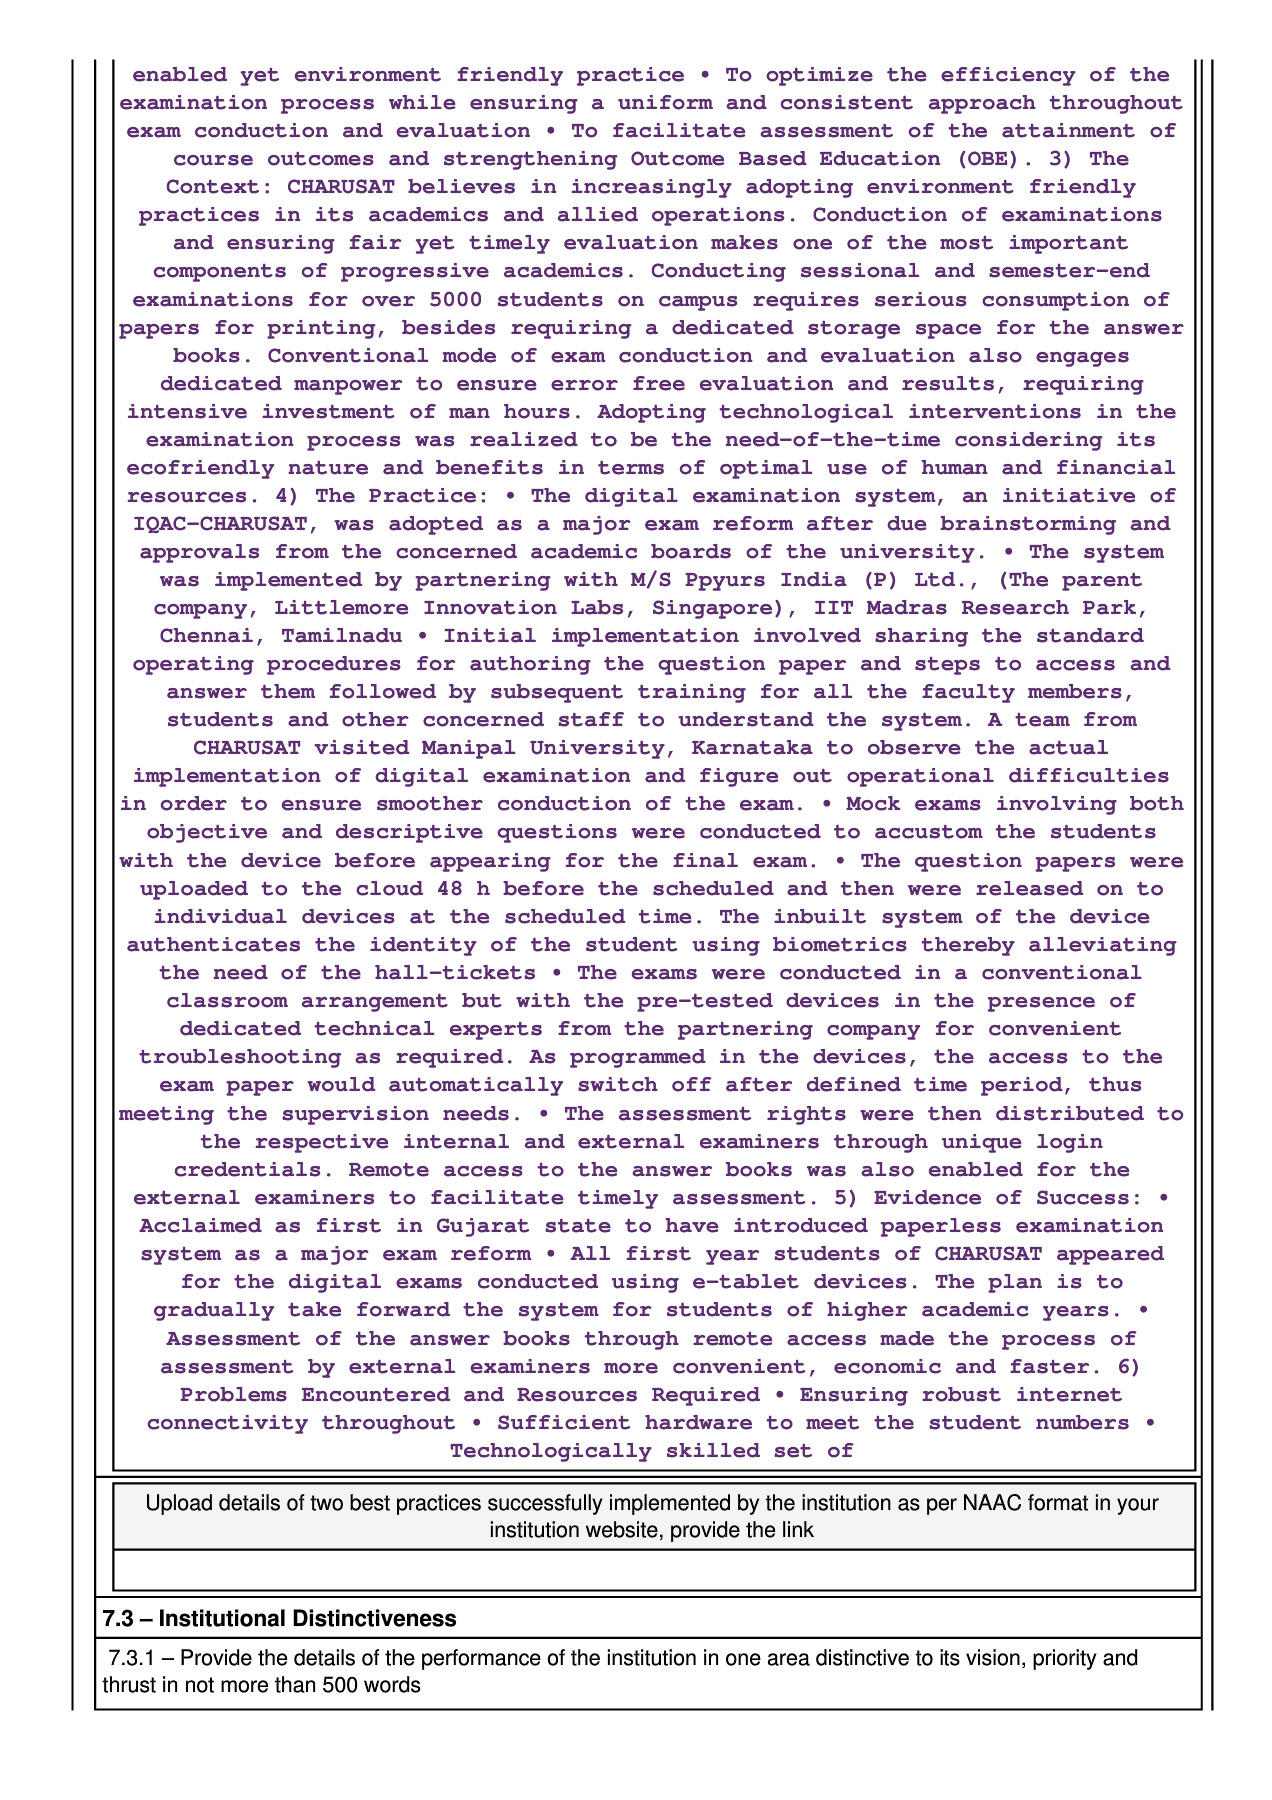 enabled yet environment friendly practice • To optimize the efficiency of the
examination process while ensuring a uniform and consistent approach throughout
exam conduction and evaluation • To facilitate assessment of the attainment of
course outcomes and strengthening Outcome Based Education (OBE). 3) The
Context: CHARUSAT believes in increasingly adopting environment friendly
practices in its academics and allied operations. Conduction of examinations
and ensuring fair yet timely evaluation makes one of the most important
components of progressive academics. Conducting sessional and semester-end
examinations for over 5000 students on campus requires serious consumption of
papers for printing, besides requiring a dedicated storage space for the answer
books. Conventional mode of exam conduction and evaluation also engages
dedicated manpower to ensure error free evaluation and results, requiring
intensive investment of man hours. Adopting technological interventions in the
examination process was realized to be the need-of-the-time considering its
ecofriendly nature and benefits in terms of optimal use of human and financial
resources. 4) The Practice: • The digital examination system, an initiative of
IQAC-CHARUSAT, was adopted as a major exam reform after due brainstorming and
approvals from the concerned academic boards of the university. • The system
was implemented by partnering with M/S Ppyurs India (P) Ltd., (The parent
company, Littlemore Innovation Labs, Singapore), IIT Madras Research Park,
Chennai, Tamilnadu • Initial implementation involved sharing the standard
operating procedures for authoring the question paper and steps to access and
answer them followed by subsequent training for all the faculty members,
students and other concerned staff to understand the system. A team from
CHARUSAT visited Manipal University, Karnataka to observe the actual
implementation of digital examination and figure out operational difficulties
in order to ensure smoother conduction of the exam. • Mock exams involving both
objective and descriptive questions were conducted to accustom the students
with the device before appearing for the final exam. • The question papers were
uploaded to the cloud 48 h before the scheduled and then were released on to
individual devices at the scheduled time. The inbuilt system of the device
authenticates the identity of the student using biometrics thereby alleviating
the need of the hall-tickets • The exams were conducted in a conventional
classroom arrangement but with the pre-tested devices in the presence of
dedicated technical experts from the partnering company for convenient
troubleshooting as required. As programmed in the devices, the access to the
exam paper would automatically switch off after defined time period, thus
meeting the supervision needs. • The assessment rights were then distributed to
the respective internal and external examiners through unique login
credentials. Remote access to the answer books was also enabled for the
external examiners to facilitate timely assessment. 5) Evidence of Success: •
Acclaimed as first in Gujarat state to have introduced paperless examination
system as a major exam reform • All first year students of CHARUSAT appeared
for the digital exams conducted using e-tablet devices. The plan is to
gradually take forward the system for students of higher academic years. •
Assessment of the answer books through remote access made the process of
assessment by external examiners more convenient, economic and faster. 6)
Problems Encountered and Resources Required • Ensuring robust internet
connectivity throughout • Sufficient hardware to meet the student numbers •
Technologically skilled set of
Upload details of two best practices successfully implemented by the institution as per NAAC format in your
institution website, provide the link
7.3 – Institutional Distinctiveness
7.3.1 – Provide the details of the performance of the institution in one area distinctive to its vision, priority and
thrust in not more than 500 words